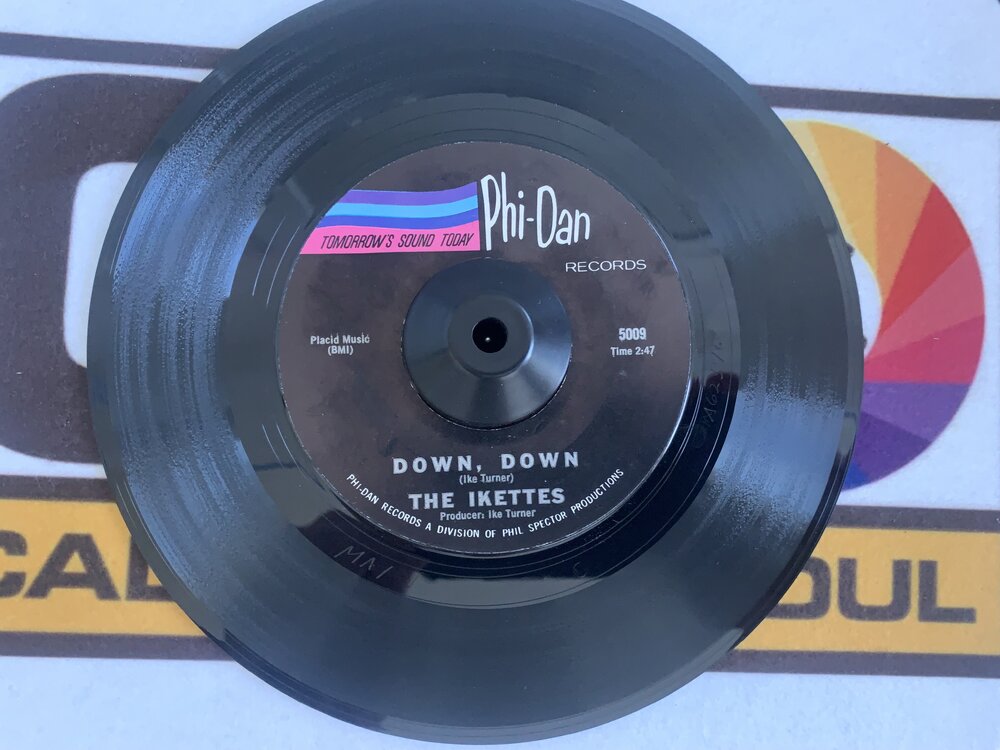 Phi-Dan
TOMORROW'S SOUND TODAY
RECORDS
Placid Music
(BMI)
5009
Time 2:47
DOWN, DOWN
(Ike Turner)
THE IKETTES
Producer: Ike Turner
PHI-DAN RECORDS A DIVISION OF PHIL SPECTOR PRODUCTIONS
CAL
OUL